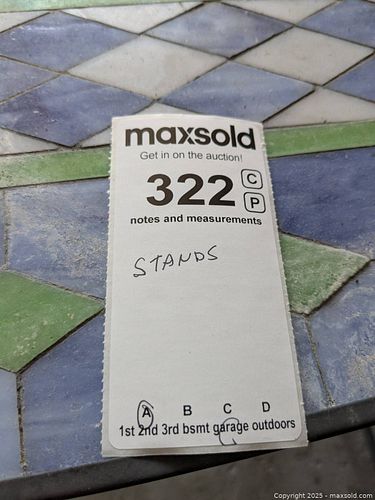 maxsold
Get in on the auction!
322 C
P
notes and measurements
STANDS
A B C D
1st 2nd 3rd bsmt garage outdoors
Copyright 2025 - maxsold.com